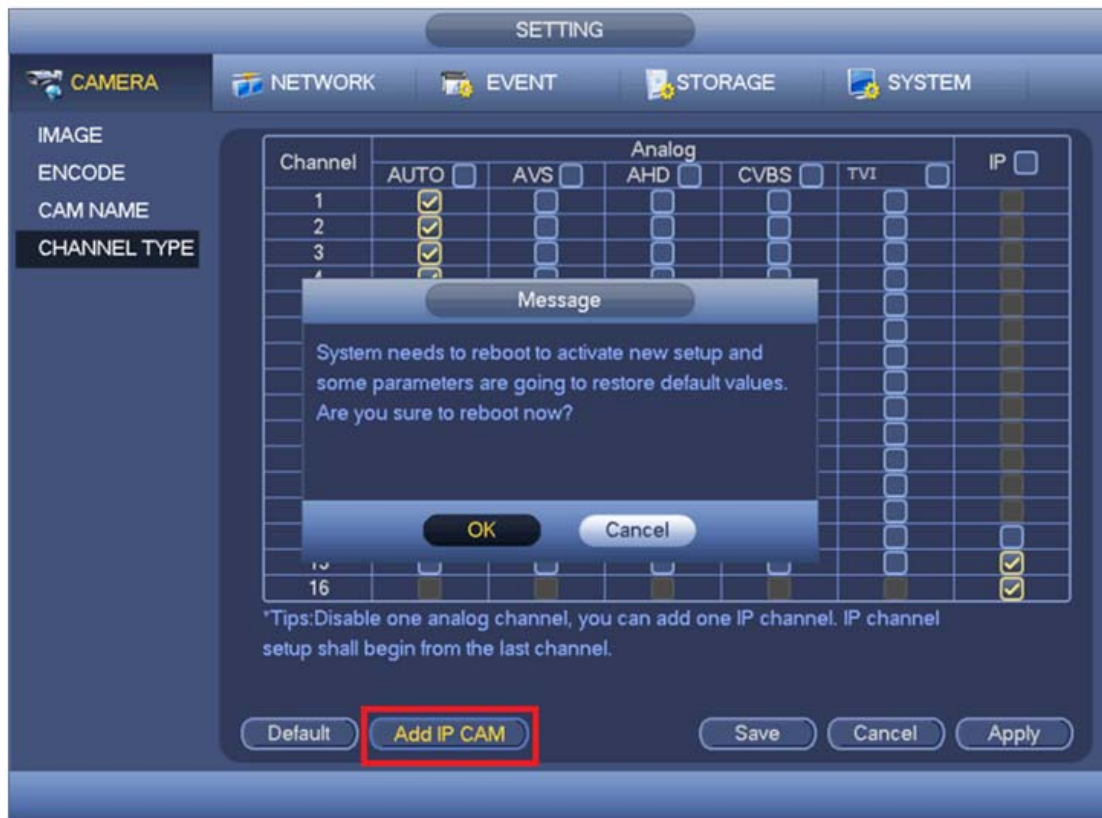 SETTING
CAMERA NETWORK EVENT STORAGE SYSTEM
IMAGE
ENCODE
CAM NAME
CHANNEL TYPE
Channel Analog IP
AUTO AVS AHD CVBS TVI
1
2
3
Message
System needs to reboot to activate new setup and
some parameters are going to restore default values.
Are you sure to reboot now?
OK Cancel
16
*Tips:Disable one analog channel, you can add one IP channel. IP channel
setup shall begin from the last channel.
Default Add IP CAM Save Cancel Apply